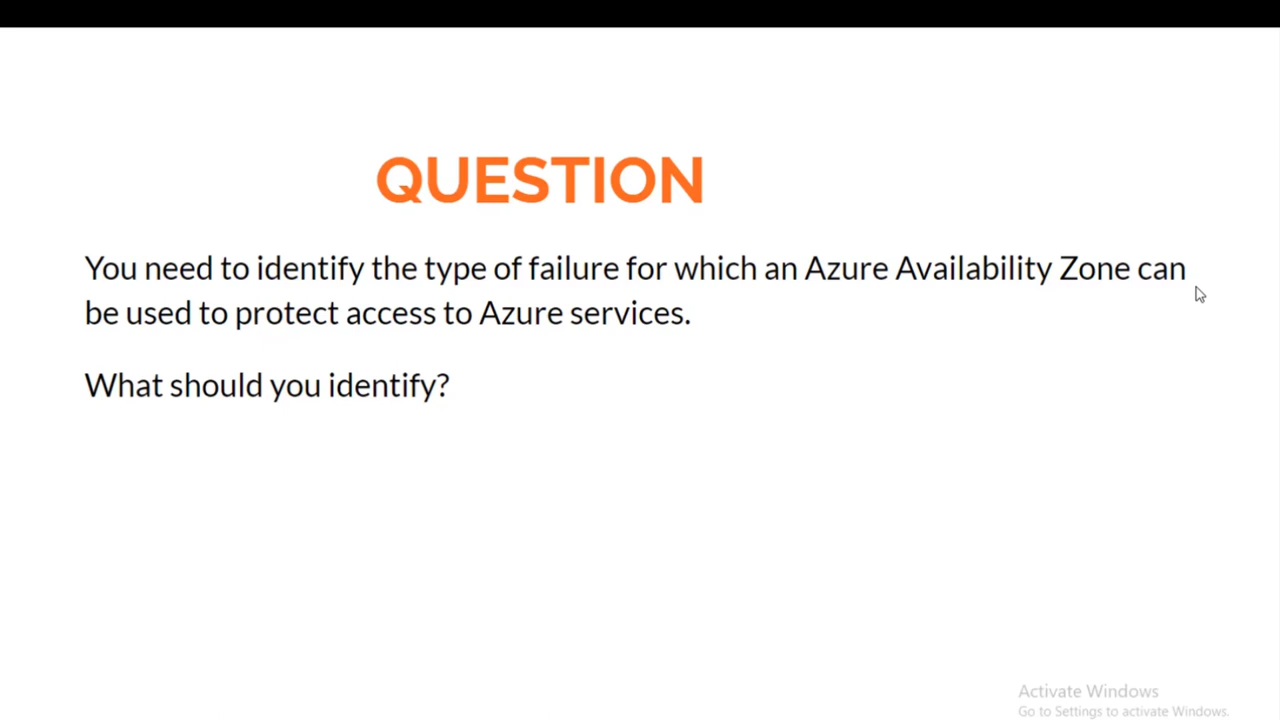 QUESTION
You need to identify the type of failure for which an Azure Availability Zone can
be used to protect access to Azure services.
What should you identify?
Activate Windows
Go to Settings to activate Windows.